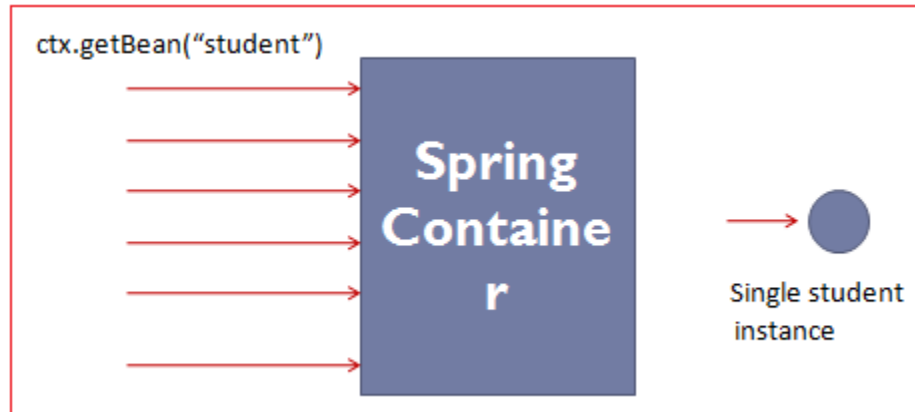 ctx.getBean(“student”)
Spring
Containe
r
Single student
instance